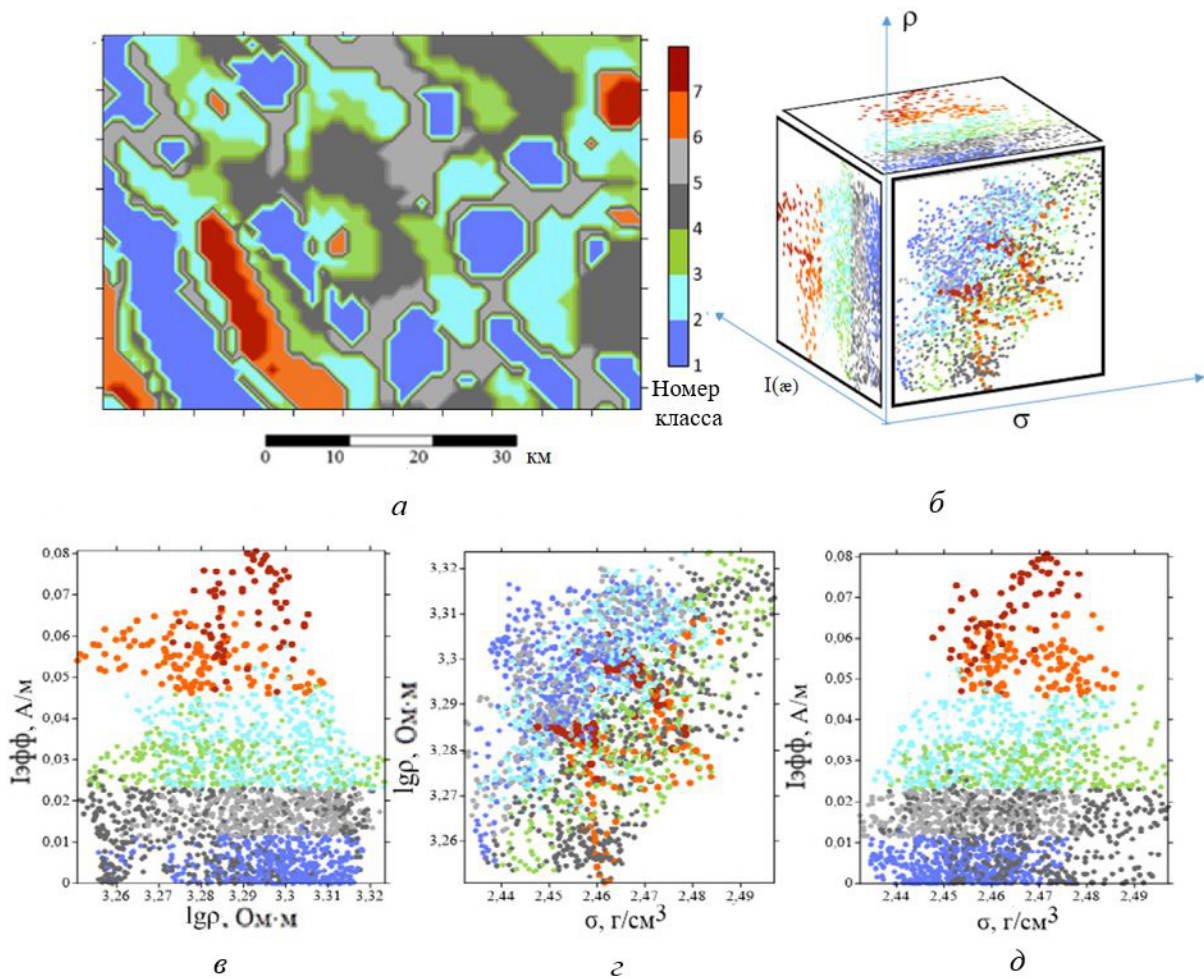 7
6
5
4
3
2
1
Номер
класса
0 10 20 30 км
а
ρ
I(æ)
σ
б
0,08
0,07
0,06
0,05
0,04
0,03
0,02
0,01
0
Iэфф, А/м
3,26 3,27 3,28 3,29 3,3 3,31 3,32
lgρ, Ом·м
в
3,32
3,31
3,3
3,28
3,27
3,26
lgρ, Ом·м
2,44 2,45 2,46 2,47 2,48 2,49
σ, г/см³
г
0,08
0,07
0,06
0,05
0,04
0,03
0,02
0,01
0
Iэфф, А/м
2,44 2,45 2,46 2,47 2,48 2,49
σ, г/см³
д